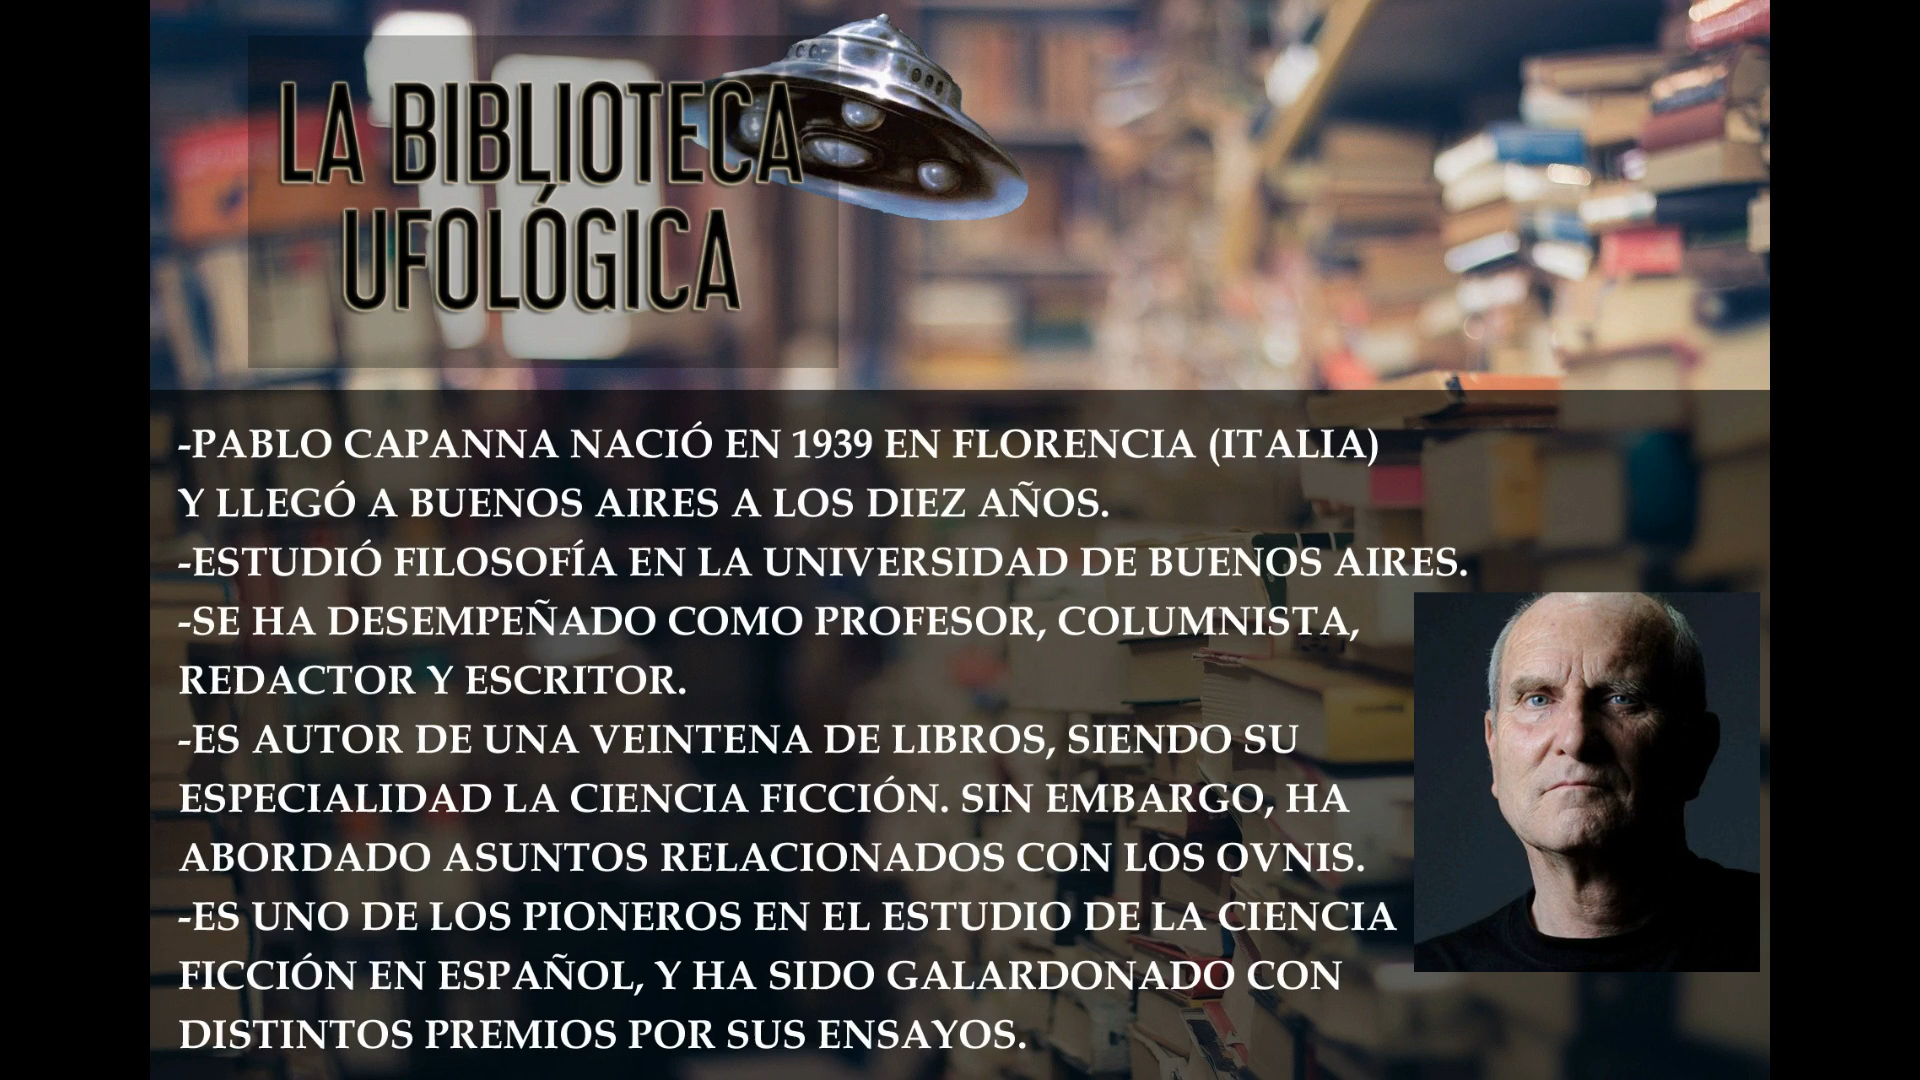 LA BIBLIOTECA
UFOLÓGICA
-PABLO CAPANNA NACIÓ EN 1939 EN FLORENCIA (ITALIA)
Y LLEGÓ A BUENOS AIRES A LOS DIEZ AÑOS.
-ESTUDIÓ FILOSOFÍA EN LA UNIVERSIDAD DE BUENOS AIRES.
-SE HA DESEMPEÑADO COMO PROFESOR, COLUMNISTA,
REDACTOR Y ESCRITOR.
-ES AUTOR DE UNA VEINTENA DE LIBROS, SIENDO SU
ESPECIALIDAD LA CIENCIA FICCIÓN. SIN EMBARGO, HA
ABORDADO ASUNTOS RELACIONADOS CON LOS OVNIS.
-ES UNO DE LOS PIONEROS EN EL ESTUDIO DE LA CIENCIA
FICCIÓN EN ESPAÑOL, Y HA SIDO GALARDONADO CON
DISTINTOS PREMIOS POR SUS ENSAYOS.